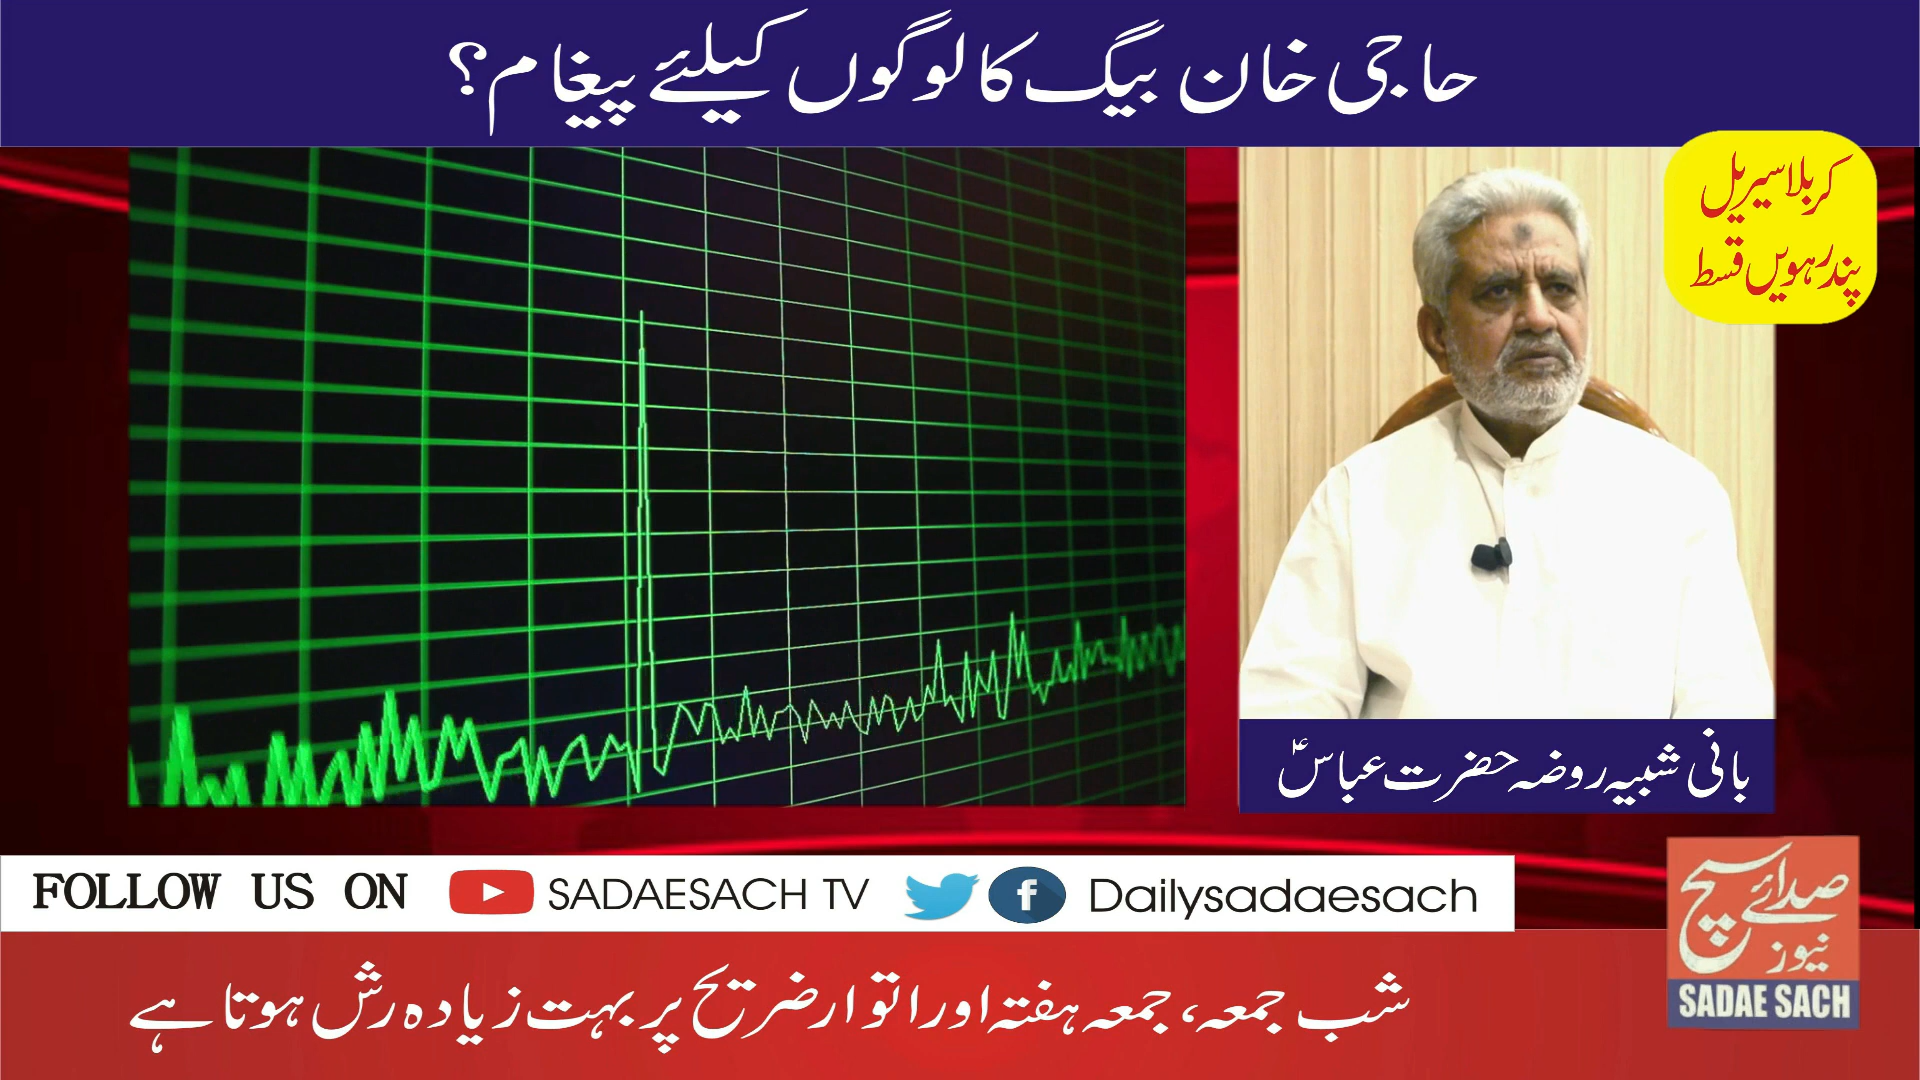 حاجی خان بیگ کا لوگوں کیلئے پیغام؟
کربلا سیریل
پندرہویں قسط
بانی شبیہ روضہ حضرت عباسؑ
FOLLOW US ON SADAESACH TV Dailysadaesach
صدائے سچ
نیوز
SADAE SACH
شب جمعہ، جمعہ ہفتہ اور اتوار ضریح پر بہت زیادہ رش ہوتا ہے